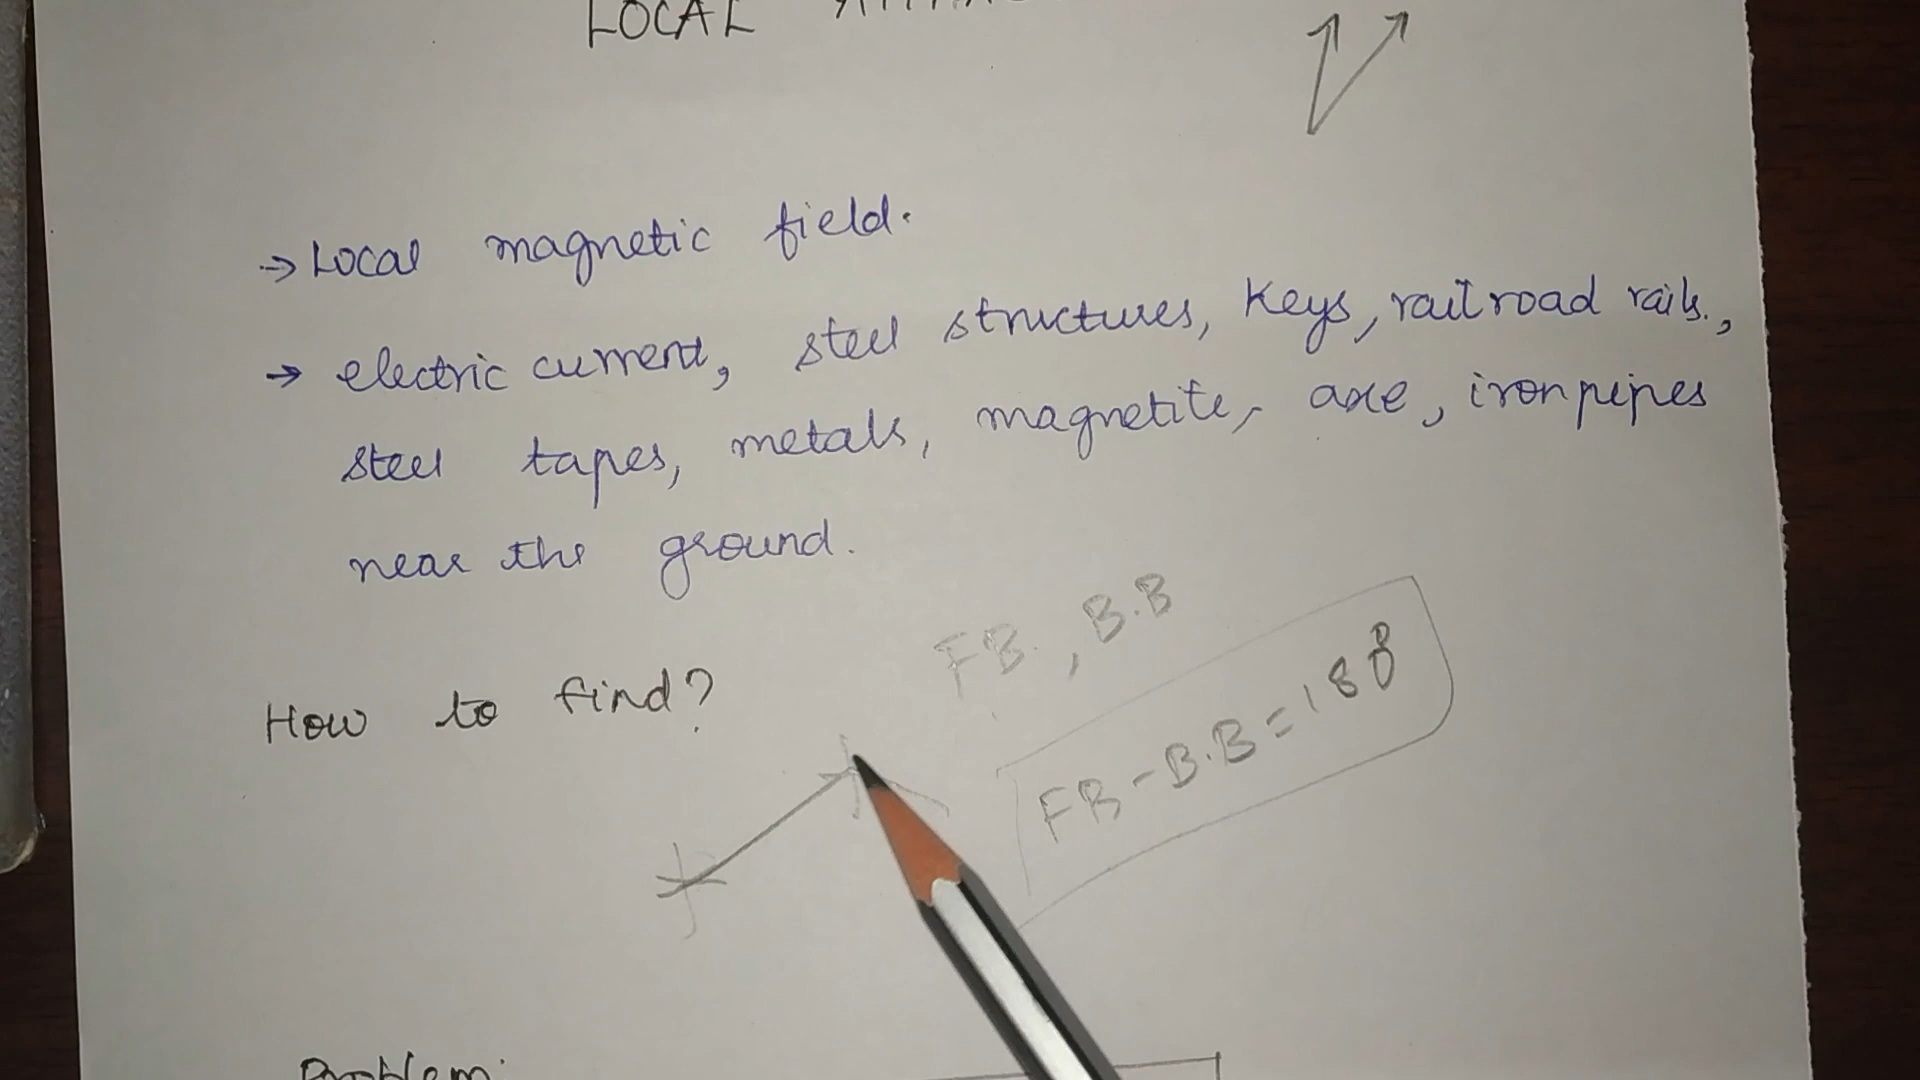 LOCAL
→ Local magnetic field.
→ electric current, steel structures, Keys, railroad rails.,
steel tapes, metals, magnetite, axe, iron pipes
near the ground.
How to find?
FB, B.B
FB - B.B = 180
Problem: